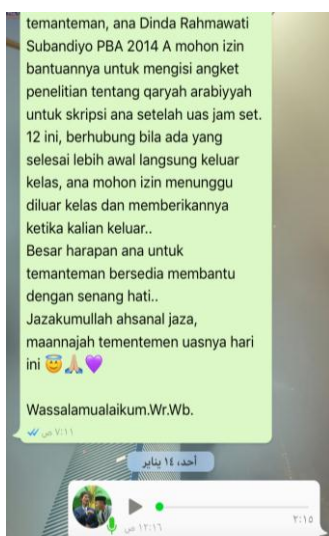 temanteman, ana Dinda Rahmawati
Subandiyo PBA 2014 A mohon izin
bantuannya untuk mengisi angket
penelitian tentang qaryah arabiyyah
untuk skripsi ana setelah uas jam set.
12 ini, berhubung bila ada yang
selesai lebih awal langsung keluar
kelas, ana mohon izin menunggu
diluar kelas dan memberikannya
ketika kalian keluar..
Besar harapan ana untuk
temanteman bersedia membantu
dengan senang hati..
Jazakumullah ahsanal jaza,
maannajah tementemen uasnya hari
ini 😇🙏🏼💜
Wassalamualaikum.Wr.Wb.
٧:١١ ص
أحد، ١٤ يناير
١٢:١٦ ص
٢:١٥